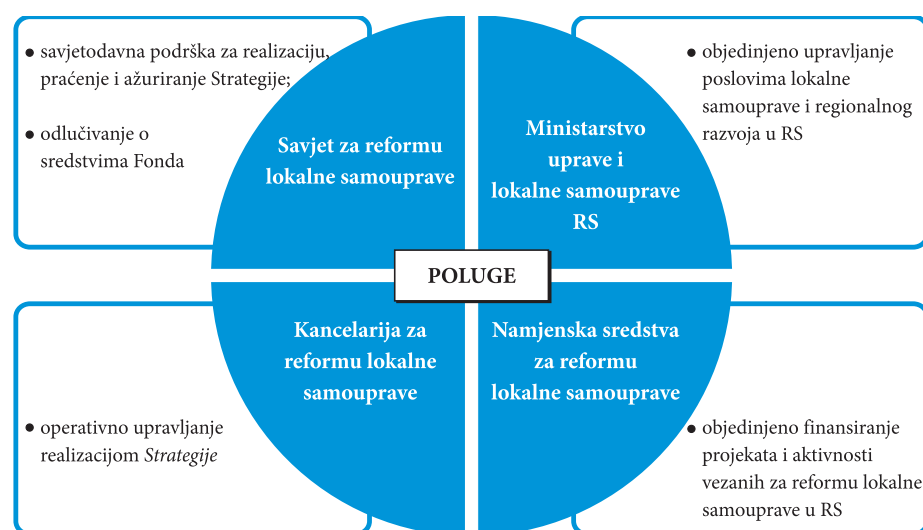 • savjetodavna podrška za realizaciju,
praćenje i ažuriranje Strategije;
• odlučivanje o
sredstvima Fonda
Savjet za reformu
lokalne samouprave
Ministarstvo
uprave i
lokalne samouprave
RS
• objedinjeno upravljanje
poslovima lokalne
samouprave i regionalnog
razvoja u RS
POLUGE
Kancelarija za
reformu lokalne
samouprave
Namjenska sredstva
za reformu
lokalne samouprave
• operativno upravljanje
realizacijom Strategije
• objedinjeno finansiranje
projekata i aktivnosti
vezanih za reformu lokalne
samouprave u RS